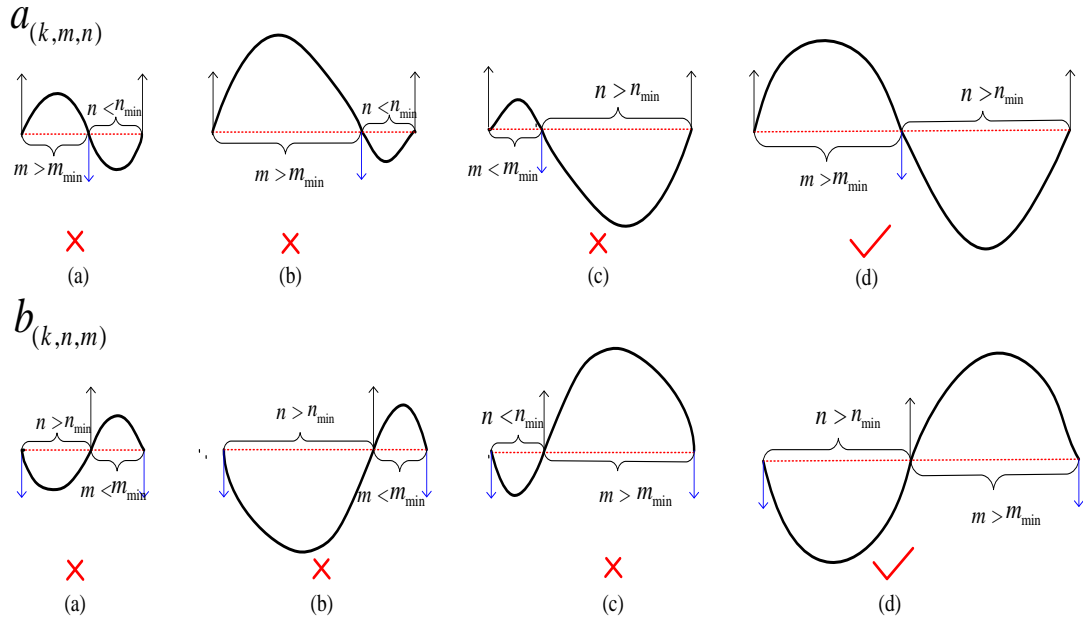 a(k,m,n)
n <nmin
m >mmin
(a)
n <nmin
m >mmin
(b)
n >nmin
m <mmin
(c)
n >nmin
m >mmin
(d)
b(k,n,m)
n >nmin
m <mmin
(a)
n >nmin
m <mmin
(b)
n <nmin
m >mmin
(c)
n >nmin
m >mmin
(d)